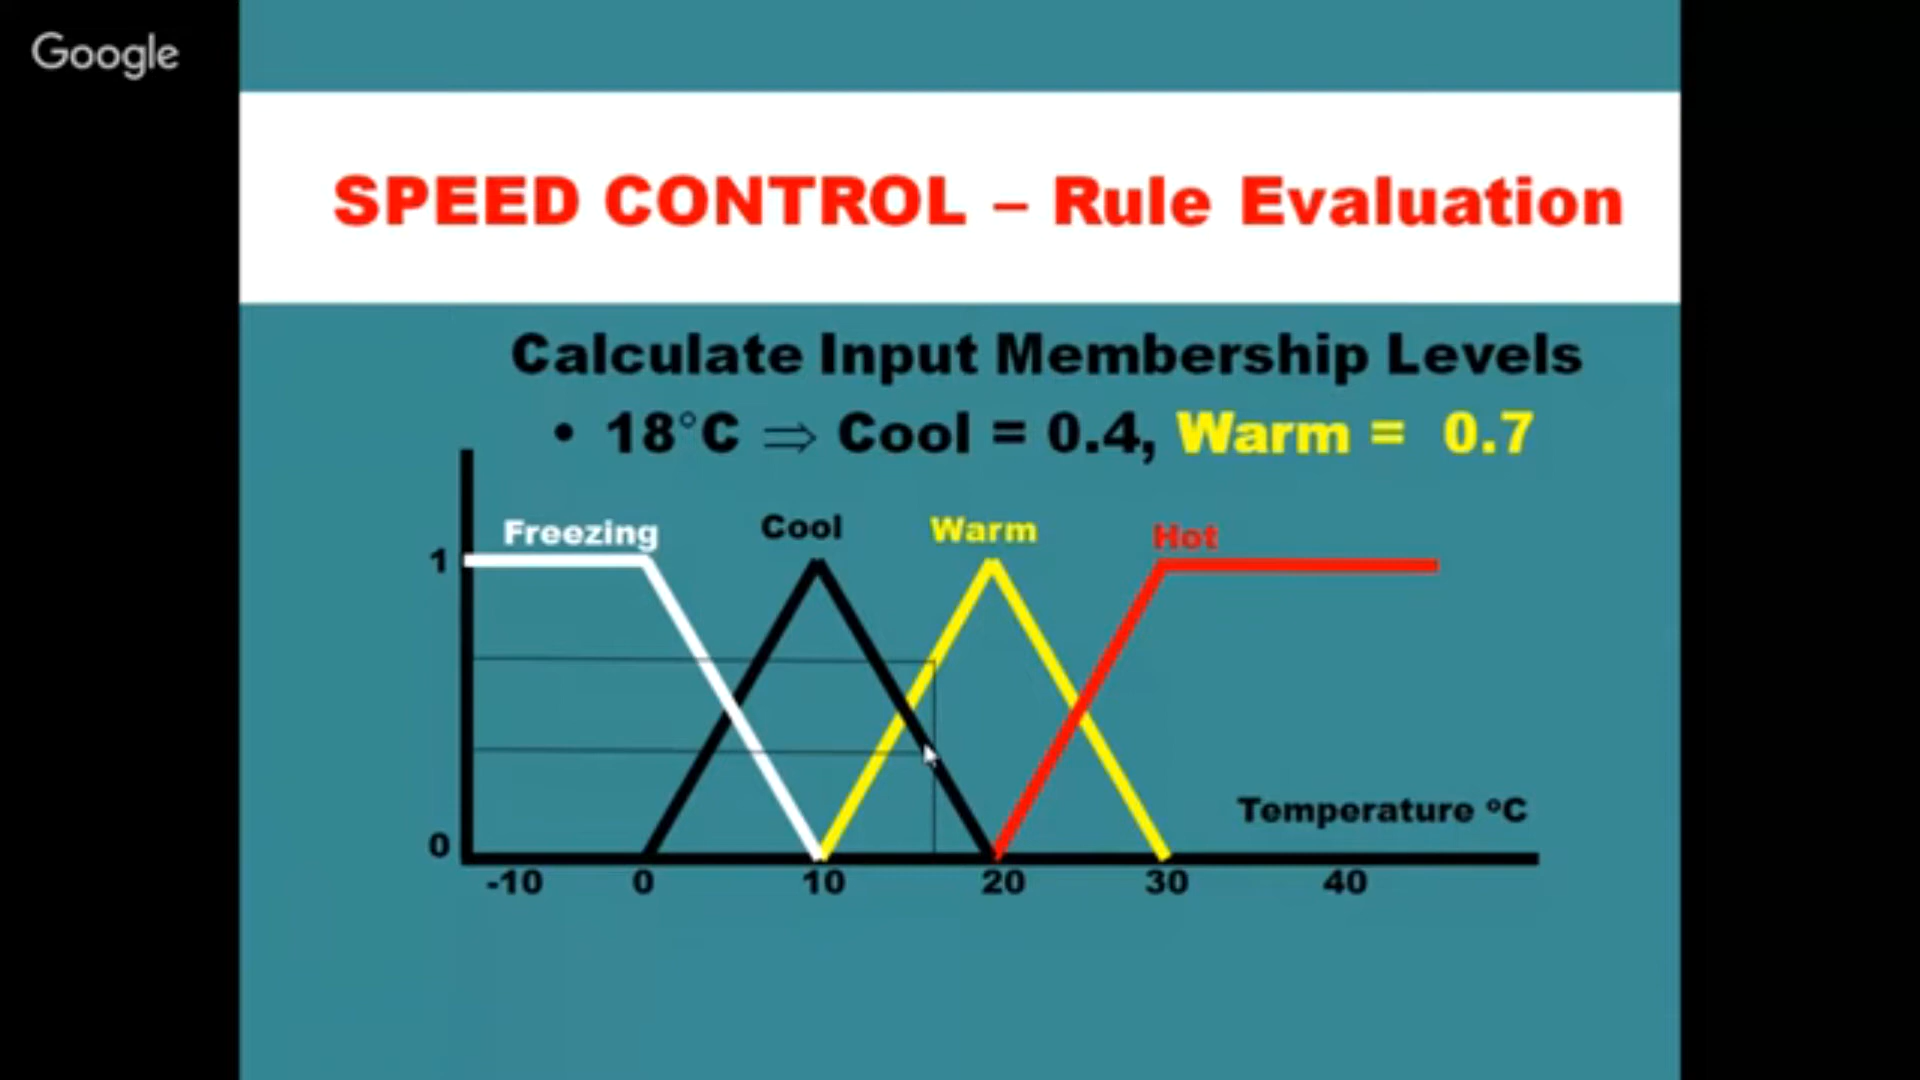 Google
SPEED CONTROL – Rule Evaluation
Calculate Input Membership Levels
• 18°C ⇒ Cool = 0.4, Warm = 0.7
Freezing
Cool
Warm
Hot
1
0
Temperature °C
-10 0 10 20 30 40